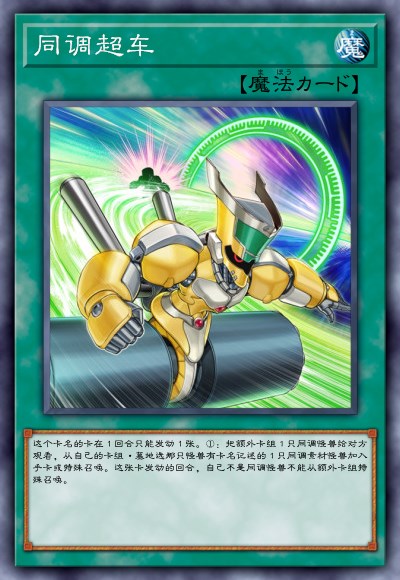 同调超车
魔
【魔法カード】
这个卡名的卡在1回合只能发动1张。①：把额外卡组1只同调怪兽给对方
观看，从自己的卡组·墓地选那只怪兽有卡名记述的1只同调素材怪兽加入
手卡或特殊召唤。这张卡发动的回合，自己不是同调怪兽不能从额外卡组特
殊召唤。